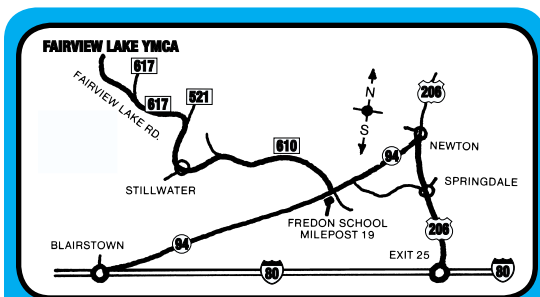 FAIRVIEW LAKE YMCA
617
FAIRVIEW LAKE RD.
617
521
N
S
206
610
94
NEWTON
STILLWATER
SPRINGDALE
FREDON SCHOOL
MILEPOST 19
206
BLAIRSTOWN
94
EXIT 25
80
80